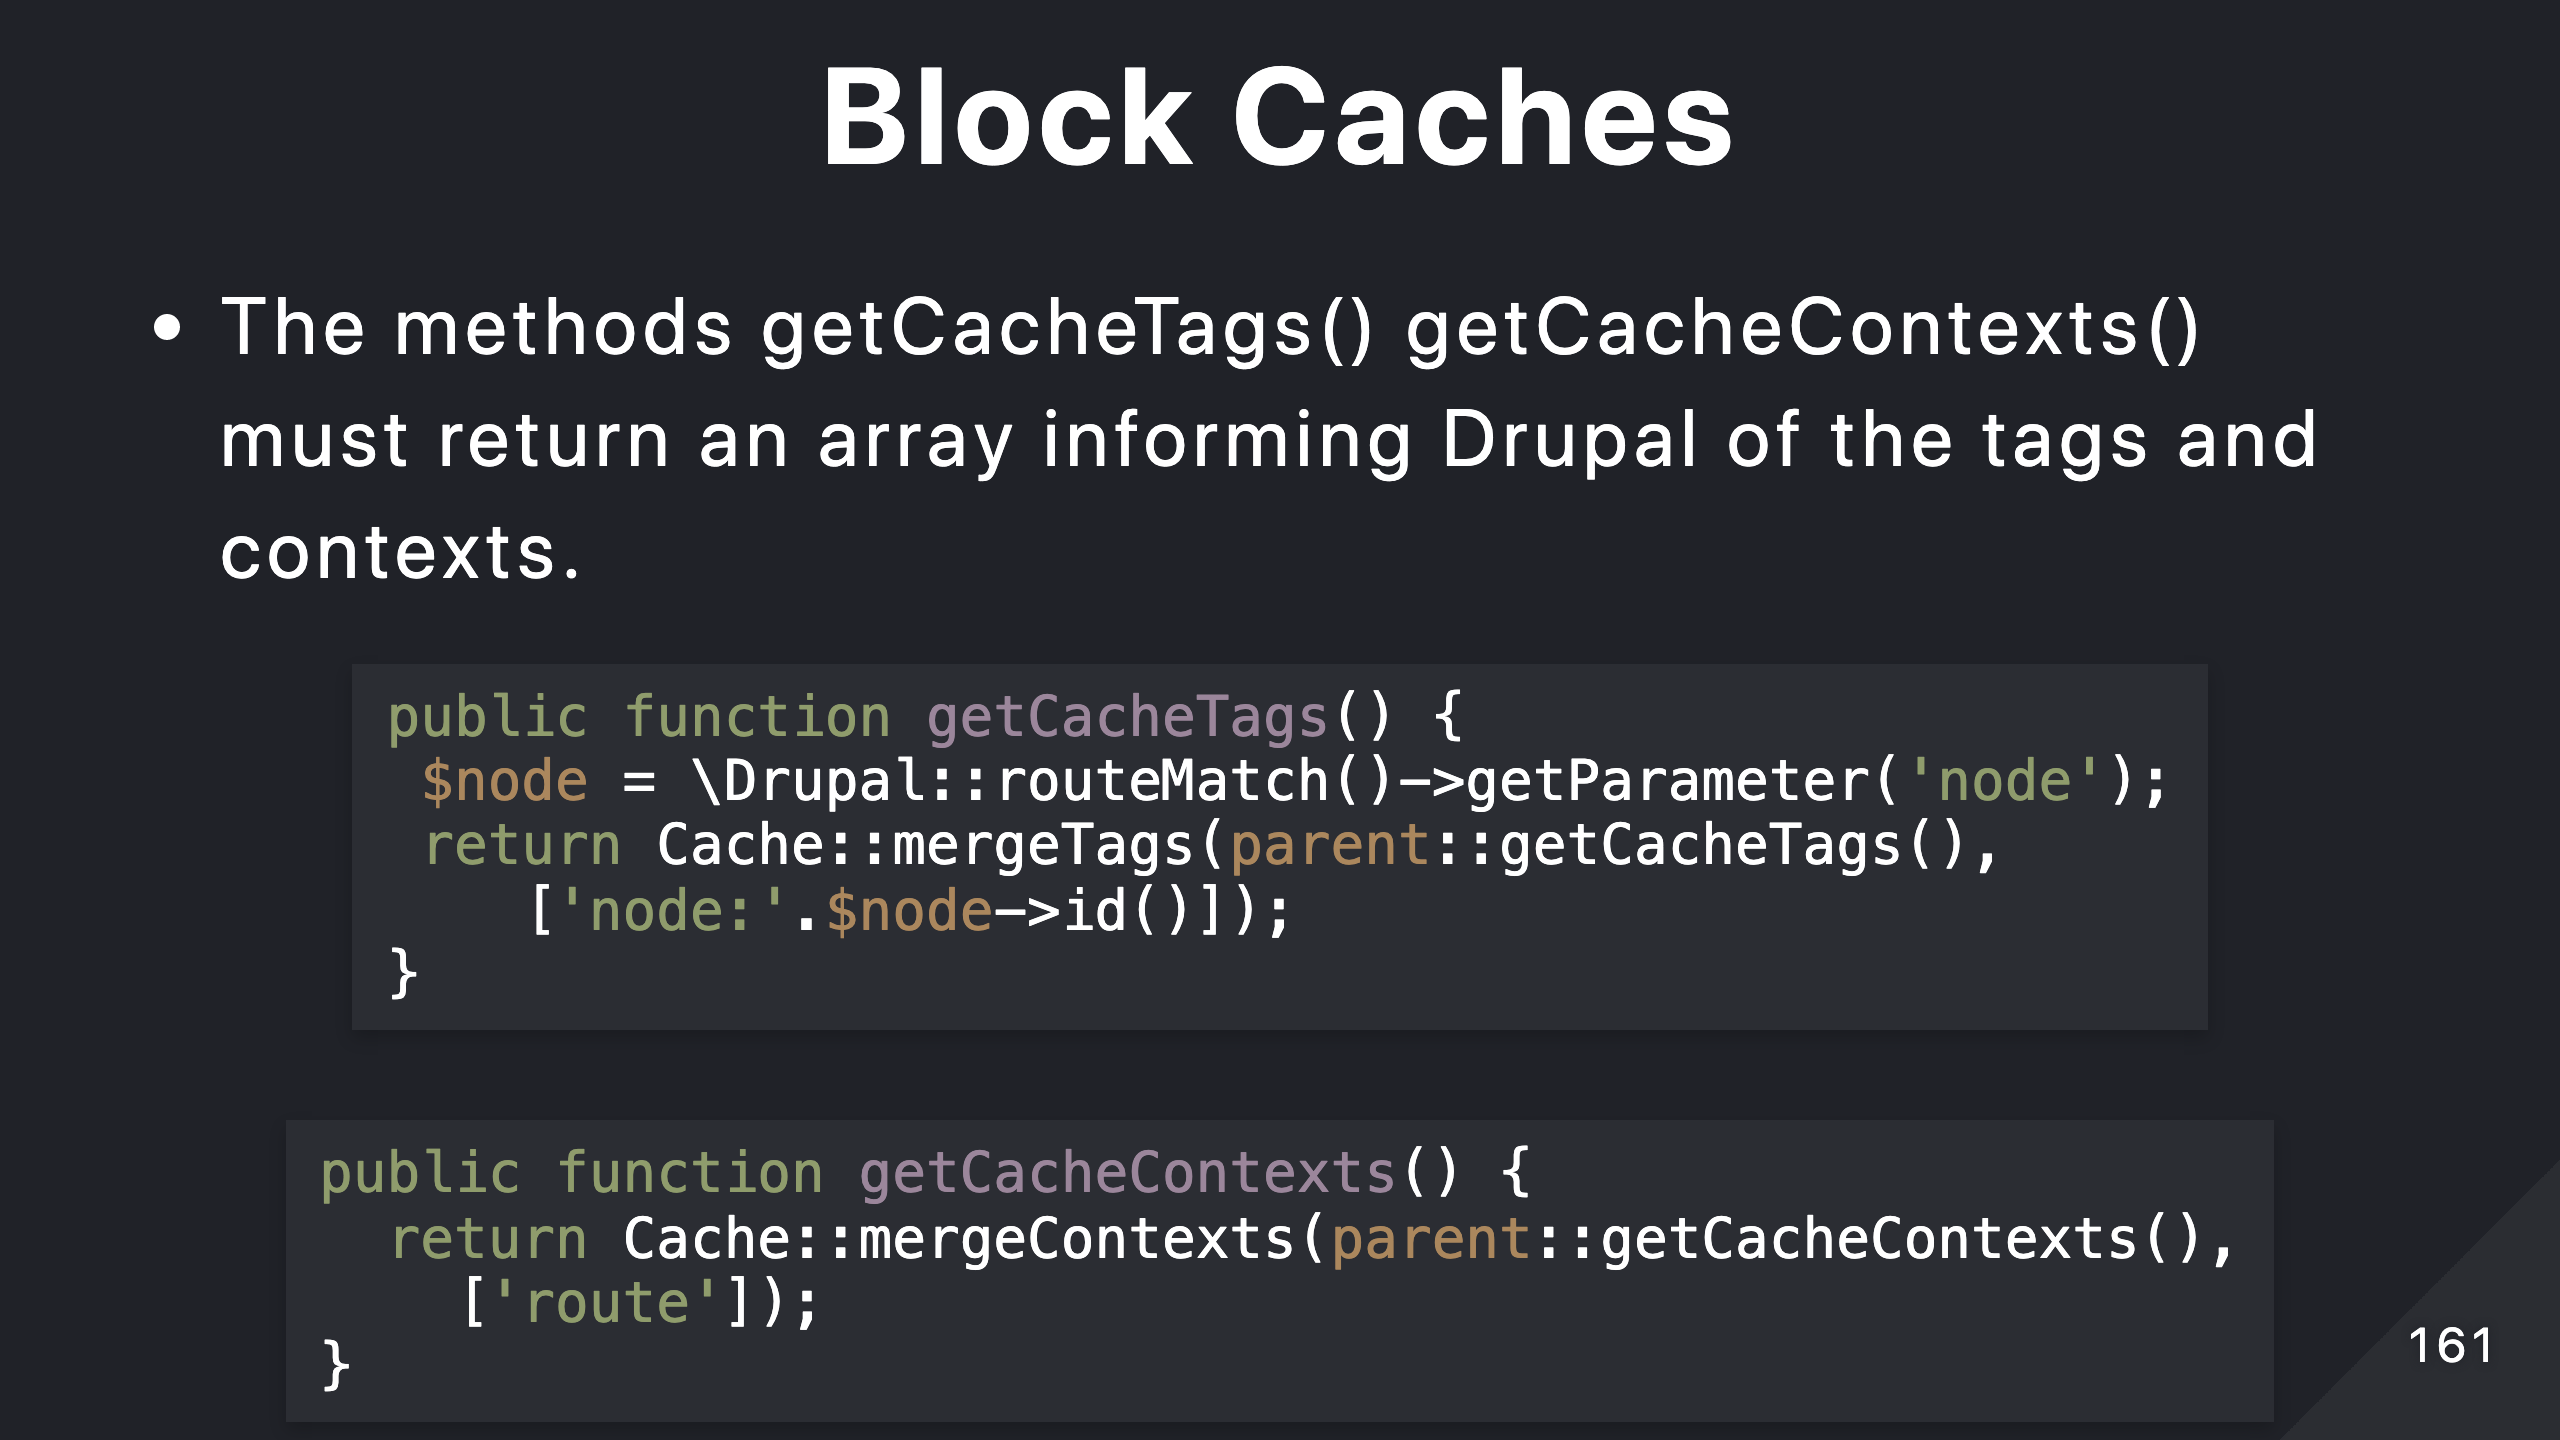 Block Caches
• The methods getCacheTags() getCacheContexts()
must return an array informing Drupal of the tags and
contexts.
public function getCacheTags() {
 $node = \Drupal::routeMatch()->getParameter('node');
 return Cache::mergeTags(parent::getCacheTags(),
    ['node:'.$node->id()]);
}
public function getCacheContexts() {
  return Cache::mergeContexts(parent::getCacheContexts(),
    ['route']);
}
161